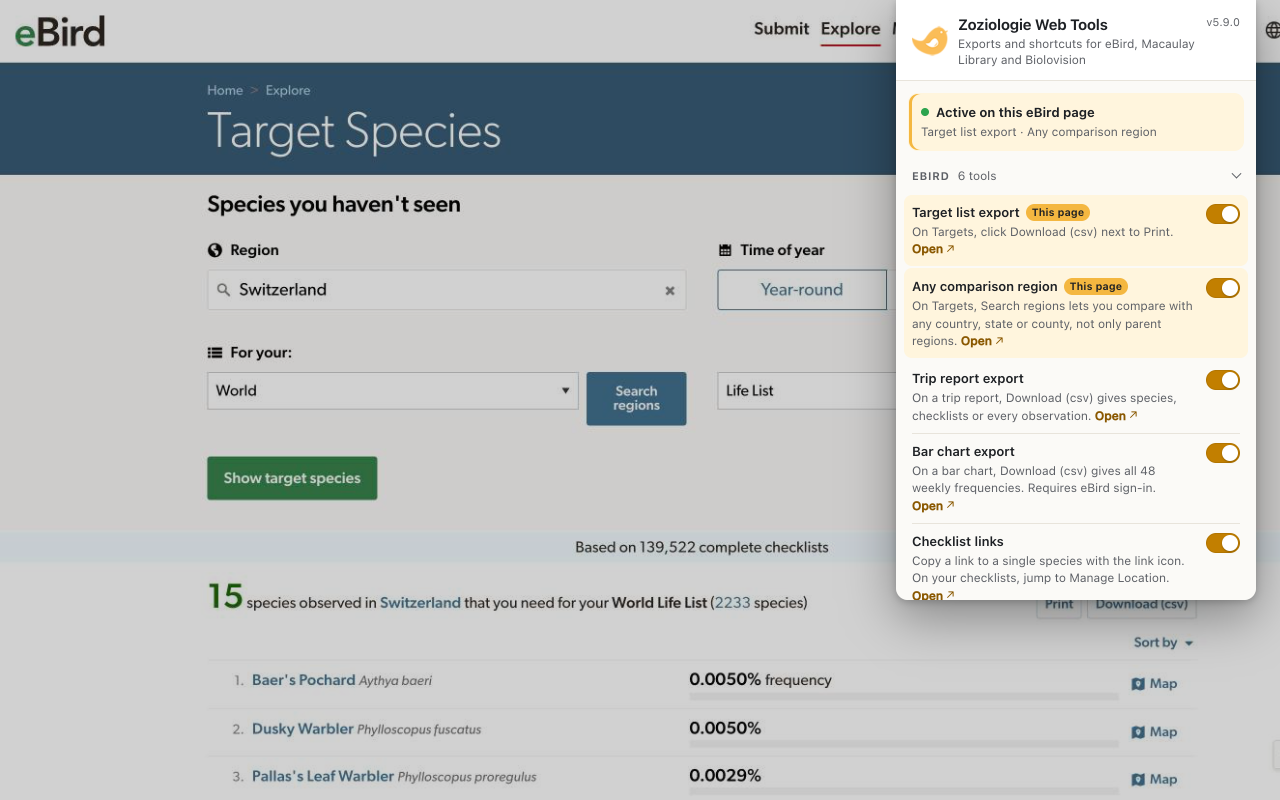 eBird
Submit Explore
Home > Explore
Target Species
Species you haven't seen
Region
Switzerland
Time of year
Year-round
For your:
World
Search
regions
Life List
Show target species
Based on 139,522 complete checklists
15 species observed in Switzerland that you need for your World Life List (2233 species)
Print
Download (csv)
Sort by
1. Baer's Pochard Aythya baeri
0.0050% frequency
Map
2. Dusky Warbler Phylloscopus fuscatus
0.0050%
Map
3. Pallas's Leaf Warbler Phylloscopus proregulus
0.0029%
Map
Zoziologie Web Tools
v5.9.0
Exports and shortcuts for eBird, Macaulay
Library and Biolovision
Active on this eBird page
Target list export · Any comparison region
EBIRD 6 tools
Target list export This page
On Targets, click Download (csv) next to Print.
Open ↗
Any comparison region This page
On Targets, Search regions lets you compare with
any country, state or county, not only parent
regions. Open ↗
Trip report export
On a trip report, Download (csv) gives species,
checklists or every observation. Open ↗
Bar chart export
On a bar chart, Download (csv) gives all 48
weekly frequencies. Requires eBird sign-in.
Open ↗
Checklist links
Copy a link to a single species with the link icon.
On your checklists, jump to Manage Location.
Open ↗